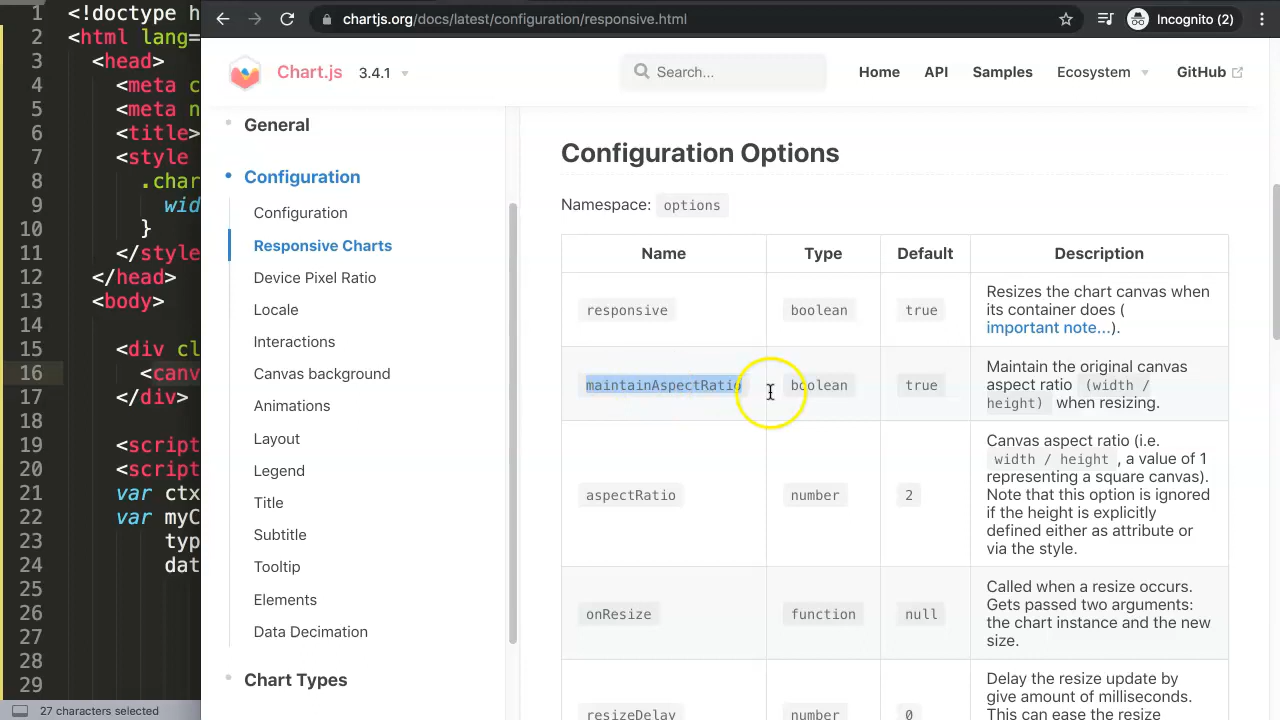 1 <!doctype h
2 <html lang=
3 <head>
4 <meta c
5 <meta n
6 <title>
7 <style
8 .char
9 wid
10 }
11 </style
12 </head>
13 <body>
14
15 <div cl
16 <canv
17 </div>
18
19 <script
20 <script
21 var ctx
22 var myC
23 typ
24 dat
25
26
27
28
29
27 characters selected
chartjs.org/docs/latest/configuration/responsive.html
Incognito (2)
Chart.js 3.4.1
Search...
Home API Samples Ecosystem GitHub
General
Configuration
Configuration
Responsive Charts
Device Pixel Ratio
Locale
Interactions
Canvas background
Animations
Layout
Legend
Title
Subtitle
Tooltip
Elements
Data Decimation
Chart Types
Configuration Options
Namespace: options
Name Type Default Description
responsive boolean true
Resizes the chart canvas when
its container does (
important note...).
maintainAspectRatio boolean true
Maintain the original canvas
aspect ratio (width /
height) when resizing.
aspectRatio number 2
Canvas aspect ratio (i.e.
width / height , a value of 1
representing a square canvas).
Note that this option is ignored
if the height is explicitly
defined either as attribute or
via the style.
onResize function null
Called when a resize occurs.
Gets passed two arguments:
the chart instance and the new
size.
resizeDelay number 0
Delay the resize update by
give amount of milliseconds.
This can ease the resize